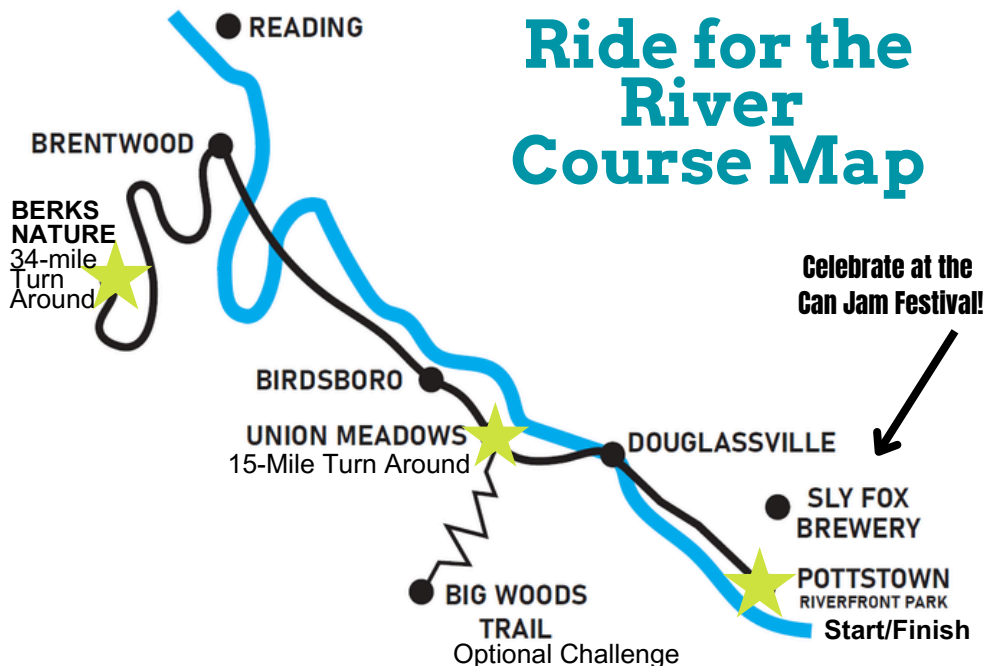 Ride for the
River
Course Map
READING
BRENTWOOD
BERKS
NATURE
34-mile
Turn
Around
Celebrate at the
Can Jam Festival!
BIRDSBORO
UNION MEADOWS
15-Mile Turn Around
DOUGLASSVILLE
SLY FOX
BREWERY
POTTSTOWN
RIVERFRONT PARK
Start/Finish
BIG WOODS
TRAIL
Optional Challenge